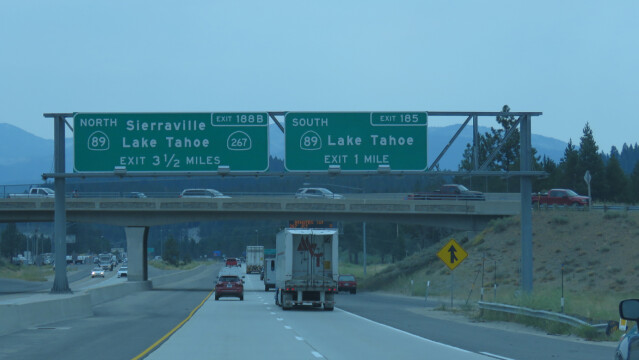 NORTH
EXIT 188B
89
Sierraville
Lake Tahoe
267
EXIT 3 1/2 MILES
SOUTH
EXIT 185
89
Lake Tahoe
EXIT 1 MILE